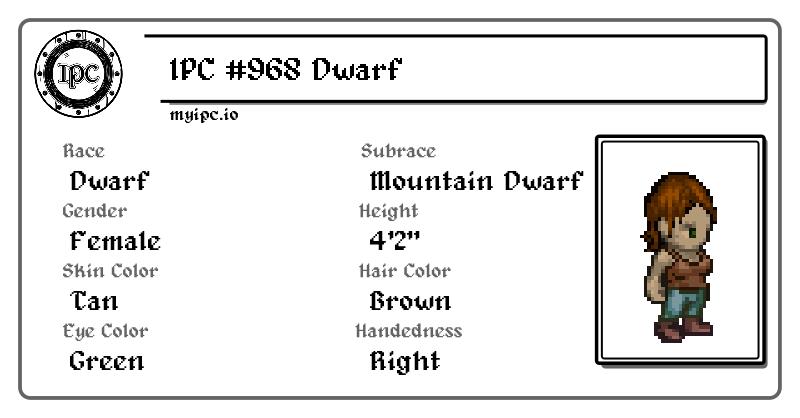 IPC
IPC #968 Dwarf
myipc.io
Race
Subrace
Dwarf
Mountain Dwarf
Gender
Height
Female
4'2"
Skin Color
Hair Color
Tan
Brown
Eye Color
Handedness
Green
Right